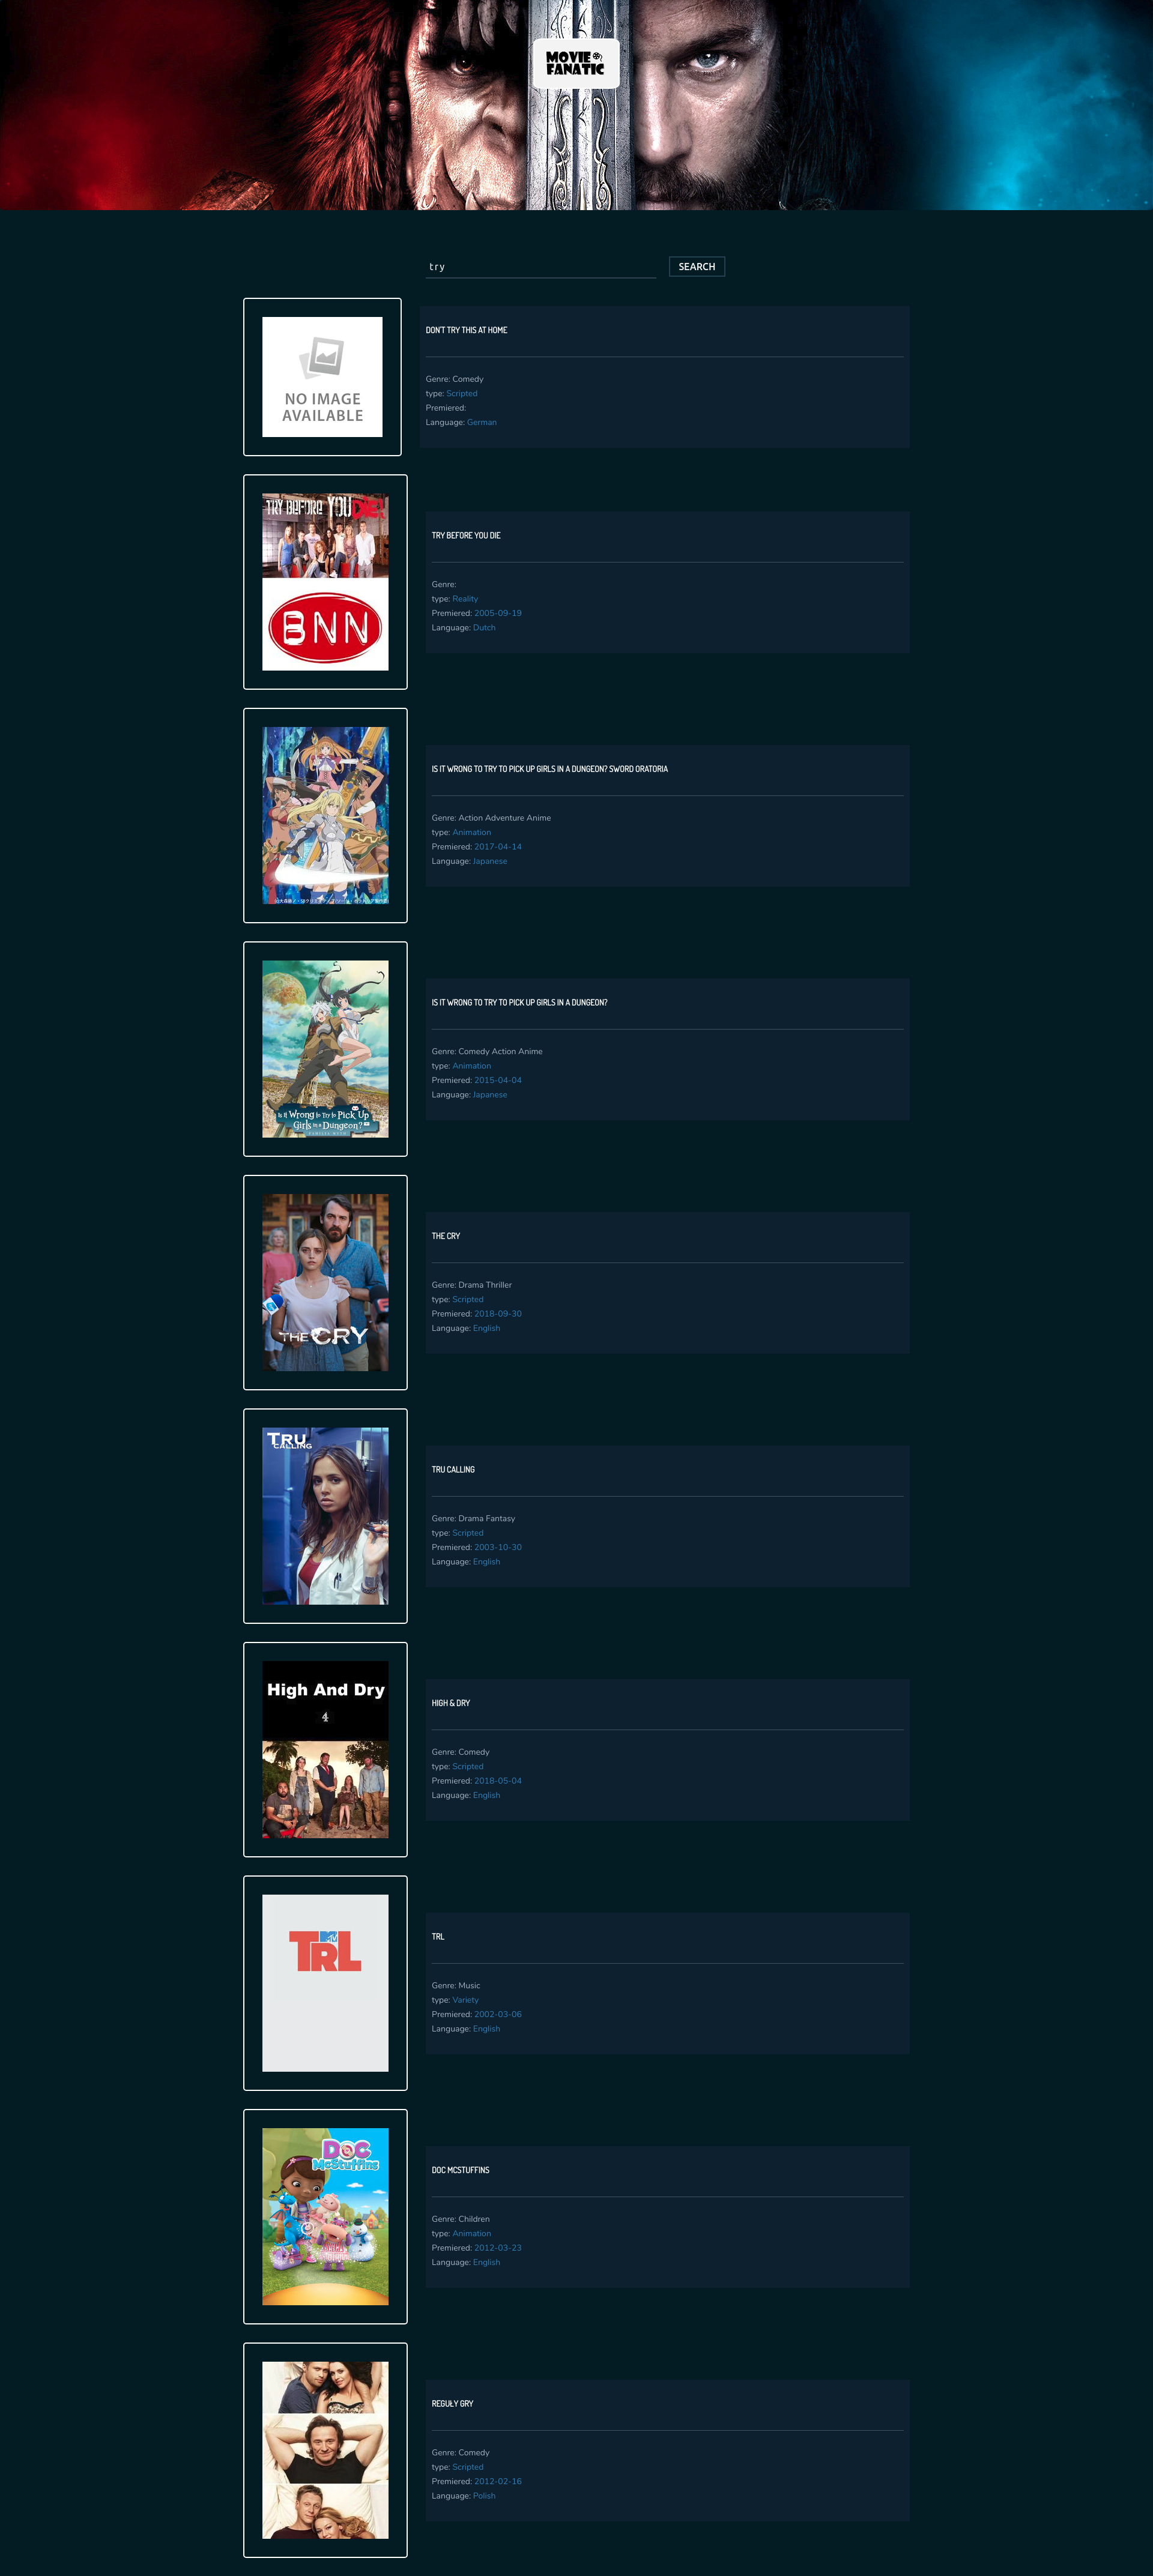 MOVIE
FANATIC
try
SEARCH
NO IMAGE
AVAILABLE
DON'T TRY THIS AT HOME
Genre: Comedy
type: Scripted
Premiered:
Language: German
TRY BEFORE YOU DIE!
BNN
TRY BEFORE YOU DIE
Genre:
type: Reality
Premiered: 2005-09-19
Language: Dutch
IS IT WRONG TO TRY TO PICK UP GIRLS IN A DUNGEON? SWORD ORATORIA
Genre: Action Adventure Anime
type: Animation
Premiered: 2017-04-14
Language: Japanese
Is it Wrong to Try to Pick Up
Girls in a Dungeon?
IS IT WRONG TO TRY TO PICK UP GIRLS IN A DUNGEON?
Genre: Comedy Action Anime
type: Animation
Premiered: 2015-04-04
Language: Japanese
THE CRY
THE CRY
Genre: Drama Thriller
type: Scripted
Premiered: 2018-09-30
Language: English
TRU
CALLING
TRU CALLING
Genre: Drama Fantasy
type: Scripted
Premiered: 2003-10-30
Language: English
High And Dry
4
HIGH & DRY
Genre: Comedy
type: Scripted
Premiered: 2018-05-04
Language: English
MTV
TRL
TRL
Genre: Music
type: Variety
Premiered: 2002-03-06
Language: English
DOC
McStuffins
DOC MCSTUFFINS
Genre: Children
type: Animation
Premiered: 2012-03-23
Language: English
REGUŁY GRY
Genre: Comedy
type: Scripted
Premiered: 2012-02-16
Language: Polish